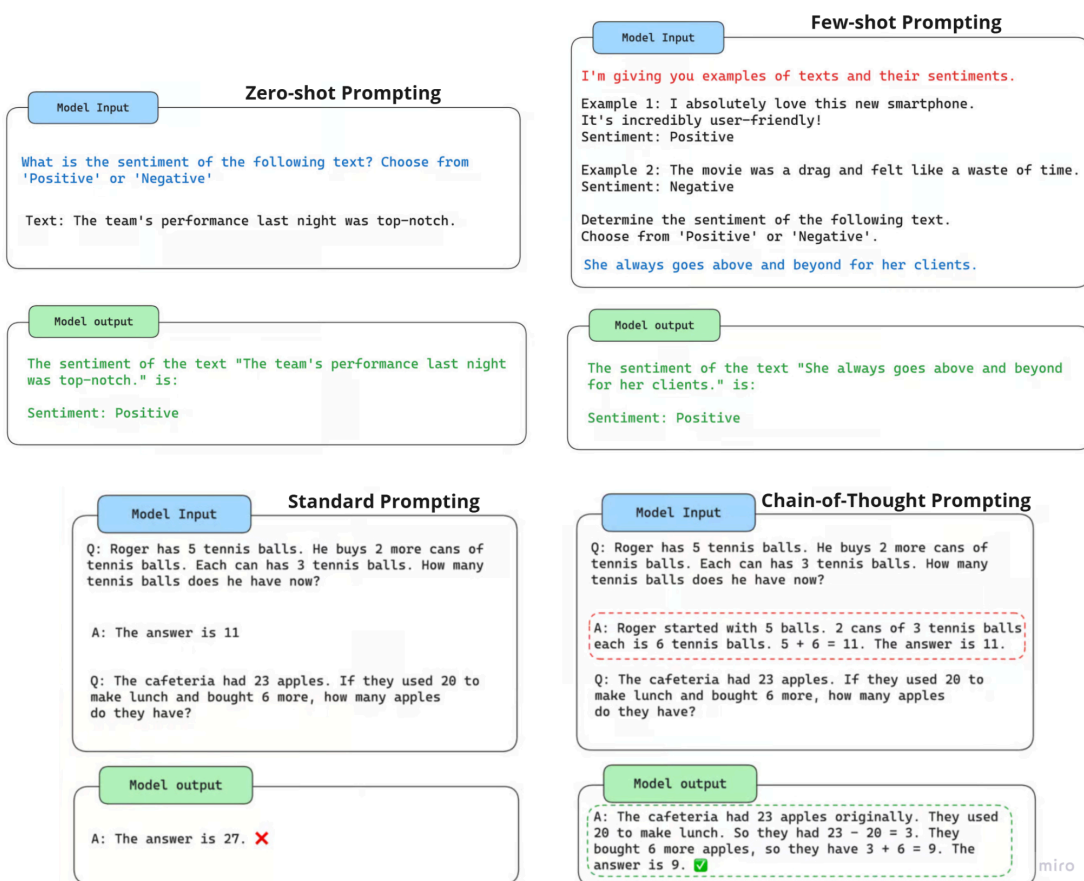 Zero-shot Prompting
Model Input
What is the sentiment of the following text? Choose from
'Positive' or 'Negative'
Text: The team's performance last night was top-notch.
Model output
The sentiment of the text "The team's performance last night
was top-notch." is:
Sentiment: Positive
Few-shot Prompting
Model Input
I'm giving you examples of texts and their sentiments.
Example 1: I absolutely love this new smartphone.
It's incredibly user-friendly!
Sentiment: Positive
Example 2: The movie was a drag and felt like a waste of time.
Sentiment: Negative
Determine the sentiment of the following text.
Choose from 'Positive' or 'Negative'.
She always goes above and beyond for her clients.
Model output
The sentiment of the text "She always goes above and beyond
for her clients." is:
Sentiment: Positive
Standard Prompting
Model Input
Q: Roger has 5 tennis balls. He buys 2 more cans of
tennis balls. Each can has 3 tennis balls. How many
tennis balls does he have now?
A: The answer is 11
Q: The cafeteria had 23 apples. If they used 20 to
make lunch and bought 6 more, how many apples
do they have?
Model output
A: The answer is 27. ❌
Chain-of-Thought Prompting
Model Input
Q: Roger has 5 tennis balls. He buys 2 more cans of
tennis balls. Each can has 3 tennis balls. How many
tennis balls does he have now?
A: Roger started with 5 balls. 2 cans of 3 tennis balls
each is 6 tennis balls. 5 + 6 = 11. The answer is 11.
Q: The cafeteria had 23 apples. If they used 20 to
make lunch and bought 6 more, how many apples
do they have?
Model output
A: The cafeteria had 23 apples originally. They used
20 to make lunch. So they had 23 - 20 = 3. They
bought 6 more apples, so they have 3 + 6 = 9. The
answer is 9. ✅
miro